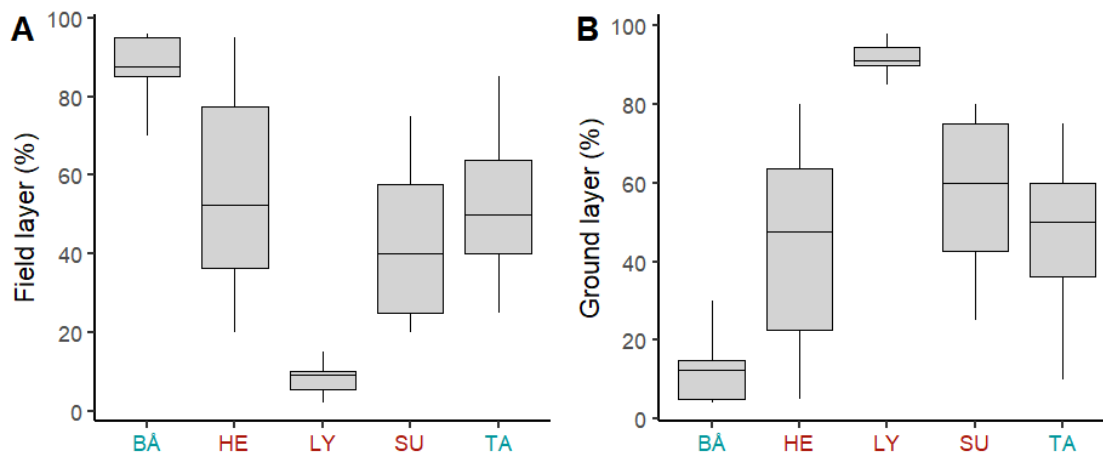 A
Field layer (%)
100
80
60
40
20
0
BÅ HE LY SU TA
B
Ground layer (%)
100
80
60
40
20
0
BÅ HE LY SU TA